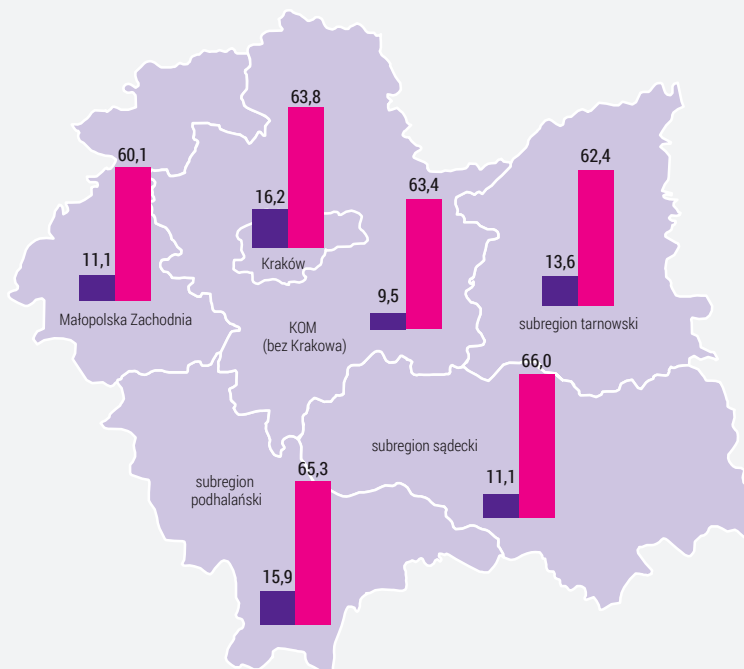 63,8
16,2
Kraków
60,1
11,1
Małopolska Zachodnia
63,4
9,5
KOM
(bez Krakowa)
62,4
13,6
subregion tarnowski
66,0
11,1
subregion sądecki
65,3
15,9
subregion
podhalański